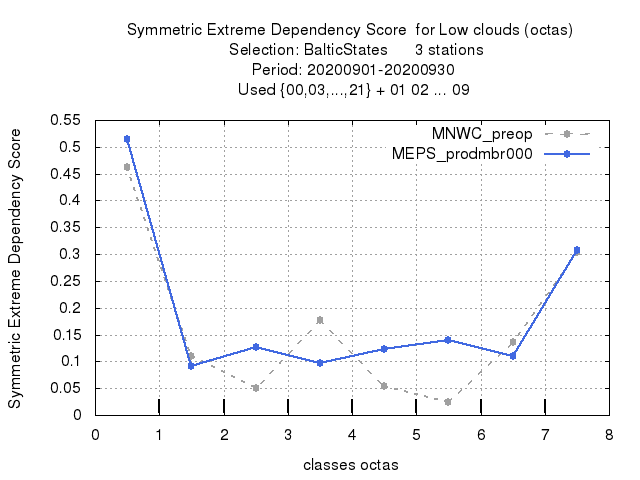 Symmetric Extreme Dependency Score  for Low clouds (octas)
Selection: BalticStates      3 stations
Period: 20200901-20200930
Used {00,03,...,21} + 01 02 ... 09
Symmetric Extreme Dependency Score
0.55
0.5
0.45
0.4
0.35
0.3
0.25
0.2
0.15
0.1
0.05
0
MNWC_preop
MEPS_prodmbr000
0 1 2 3 4 5 6 7 8
classes octas